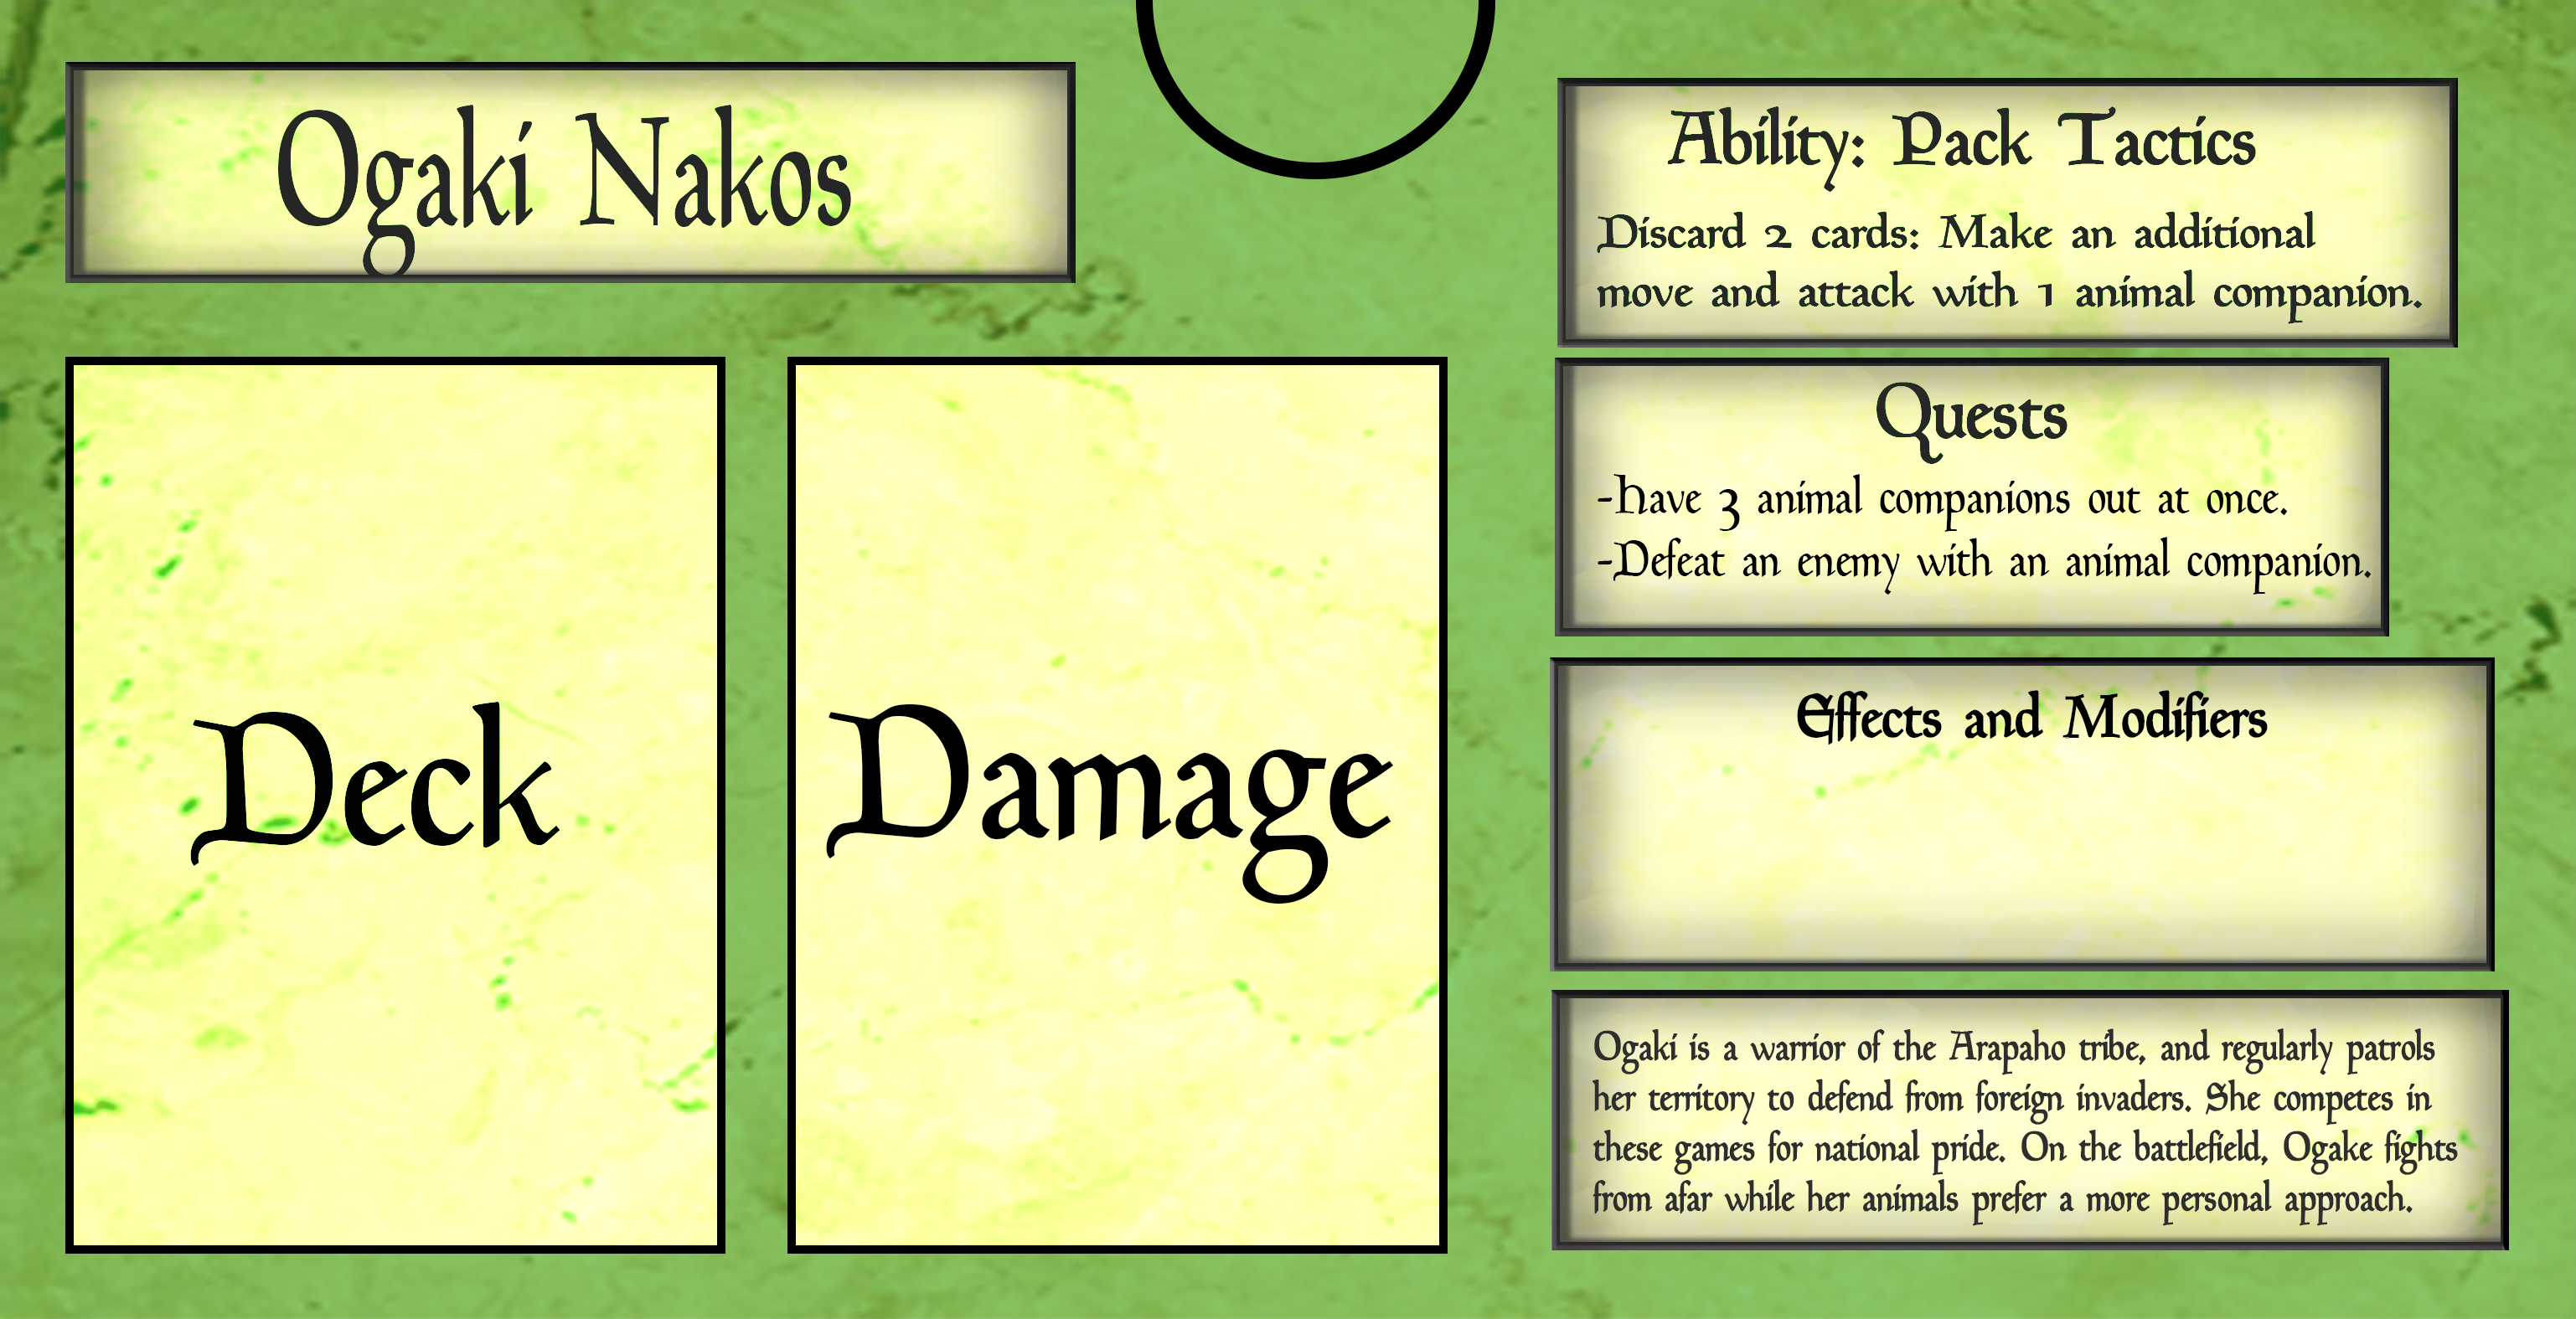 Ogaki Nakos
Ability: Pack Tactics
Discard 2 cards: Make an additional
move and attack with 1 animal companion.
Quests
-Have 3 animal companions out at once.
-Defeat an enemy with an animal companion.
Deck
Damage
Effects and Modifiers
Ogaki is a warrior of the Arapaho tribe, and regularly patrols
her territory to defend from foreign invaders. She competes in
these games for national pride. On the battlefield, Ogake fights
from afar while her animals prefer a more personal approach.